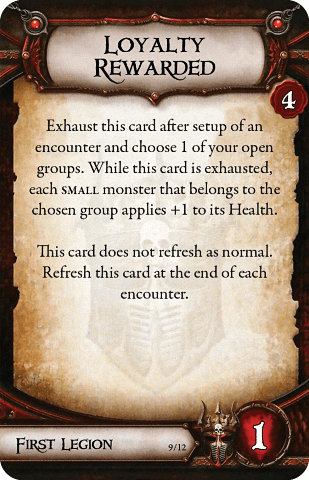 Loyalty
Rewarded
4
Exhaust this card after setup of an
encounter and choose 1 of your open
groups. While this card is exhausted,
each small monster that belongs to the
chosen group applies +1 to its Health.
This card does not refresh as normal.
Refresh this card at the end of each
encounter.
First Legion
9/12
1